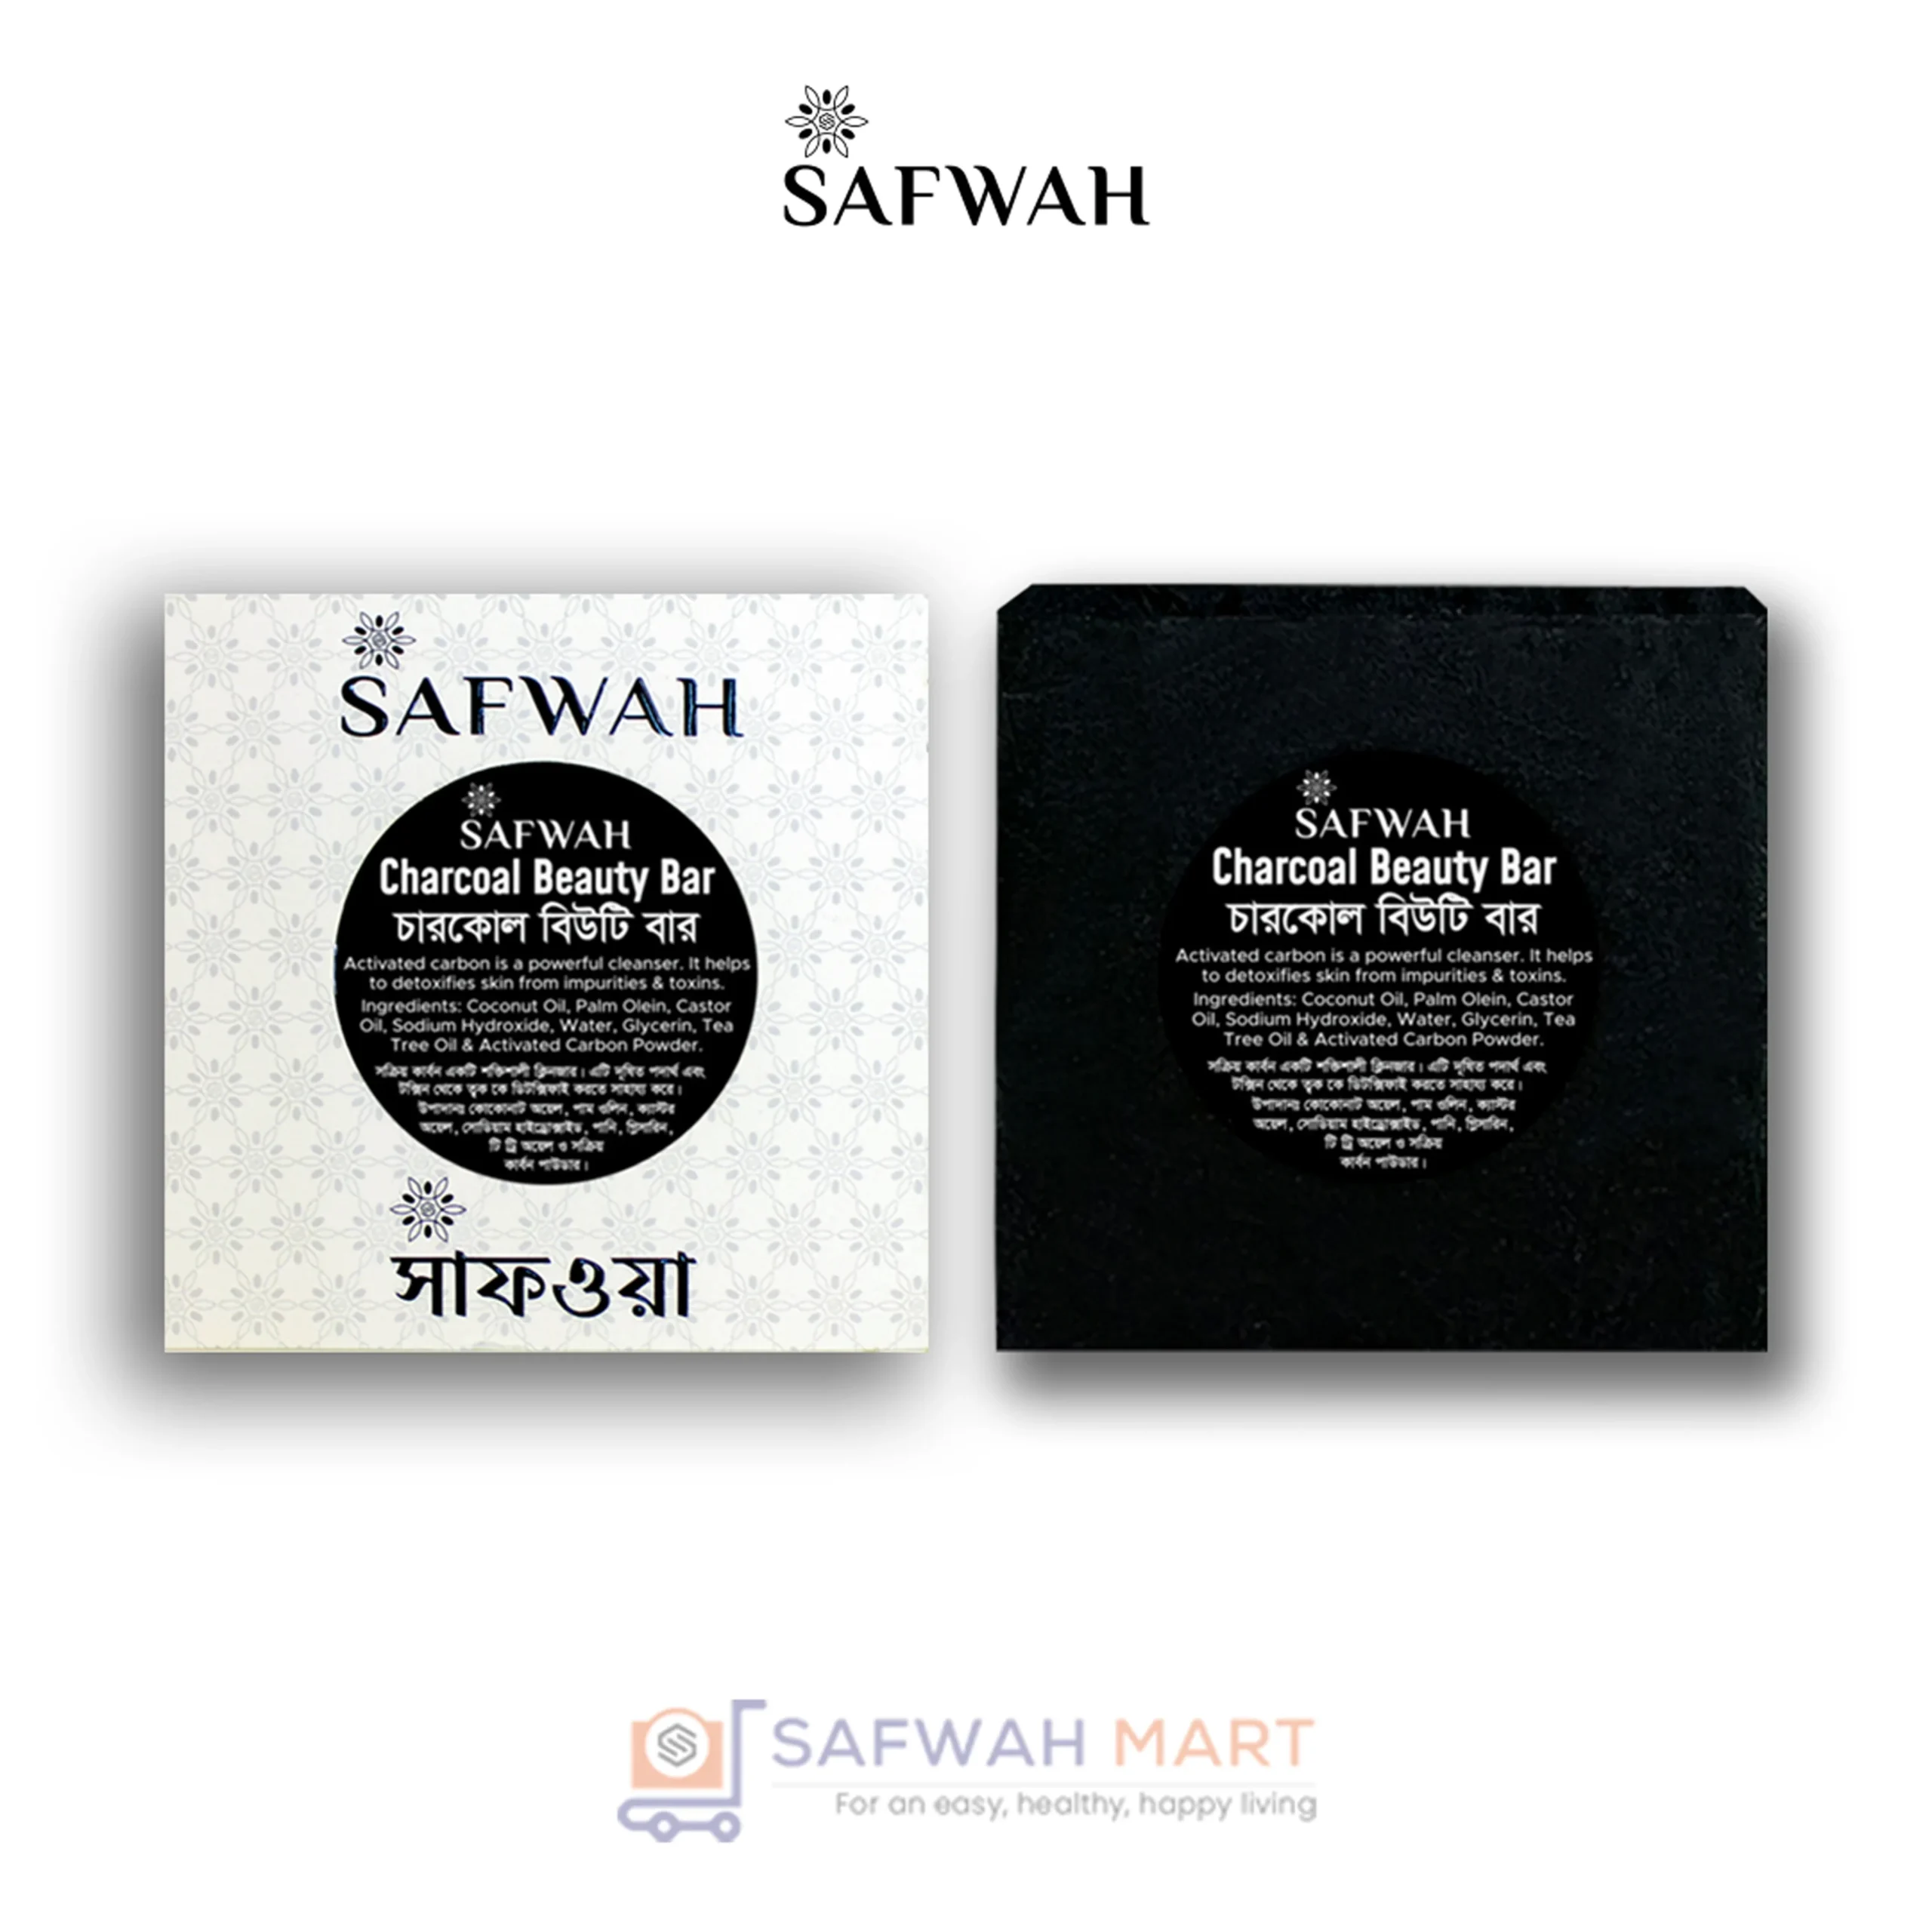 SAFWAH
SAFWAH
SAFWAH
Charcoal Beauty Bar
চারকোল বিউটি বার
Activated carbon is a powerful cleanser. It helps
to detoxifies skin from impurities & toxins.
Ingredients: Coconut Oil, Palm Olein, Castor
Oil, Sodium Hydroxide, Water, Glycerin, Tea
Tree Oil & Activated Carbon Powder.
সক্রিয় কার্বন একটি শক্তিশালী ক্লিনজার। এটি দূষিত পদার্থ এবং
টক্সিন থেকে ত্বক কে ডিটক্সিফাই করতে সাহায্য করে।
উপাদানঃ কোকোনাট অয়েল, পাম ওলিন, ক্যাস্টর
অয়েল, সোডিয়াম হাইড্রোক্সাইড, পানি, গ্লিসারিন,
টি ট্রি অয়েল ও সক্রিয়
কার্বন পাউডার।
সাফওয়া
SAFWAH
Charcoal Beauty Bar
চারকোল বিউটি বার
Activated carbon is a powerful cleanser. It helps
to detoxifies skin from impurities & toxins.
Ingredients: Coconut Oil, Palm Olein, Castor
Oil, Sodium Hydroxide, Water, Glycerin, Tea
Tree Oil & Activated Carbon Powder.
সক্রিয় কার্বন একটি শক্তিশালী ক্লিনজার। এটি দূষিত পদার্থ এবং
টক্সিন থেকে ত্বক কে ডিটক্সিফাই করতে সাহায্য করে।
উপাদানঃ কোকোনাট অয়েল, পাম ওলিন, ক্যাস্টর
অয়েল, সোডিয়াম হাইড্রোক্সাইড, পানি, গ্লিসারিন,
টি ট্রি অয়েল ও সক্রিয়
কার্বন পাউডার।
SAFWAH MART
For an easy, healthy, happy living